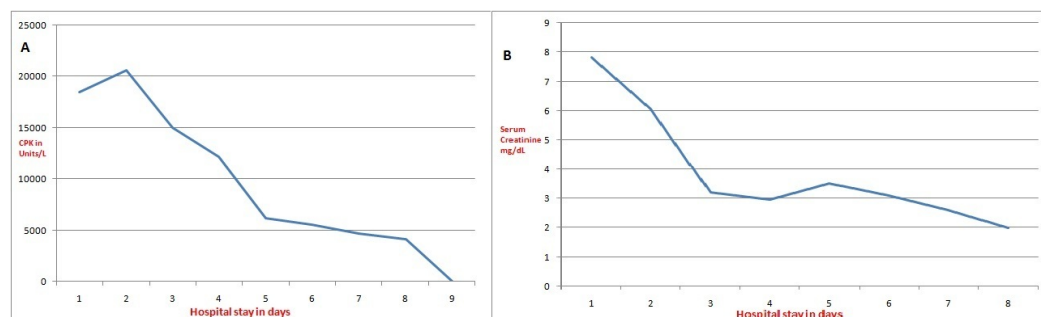 A
25000
20000
15000
10000
5000
0
CPK in
Units/L
1 2 3 4 5 6 7 8 9
Hospital stay in days
B
9
8
7
6
5
4
3
2
1
0
Serum
Creatinine
mg/dL
1 2 3 4 5 6 7 8
Hospital stay in days